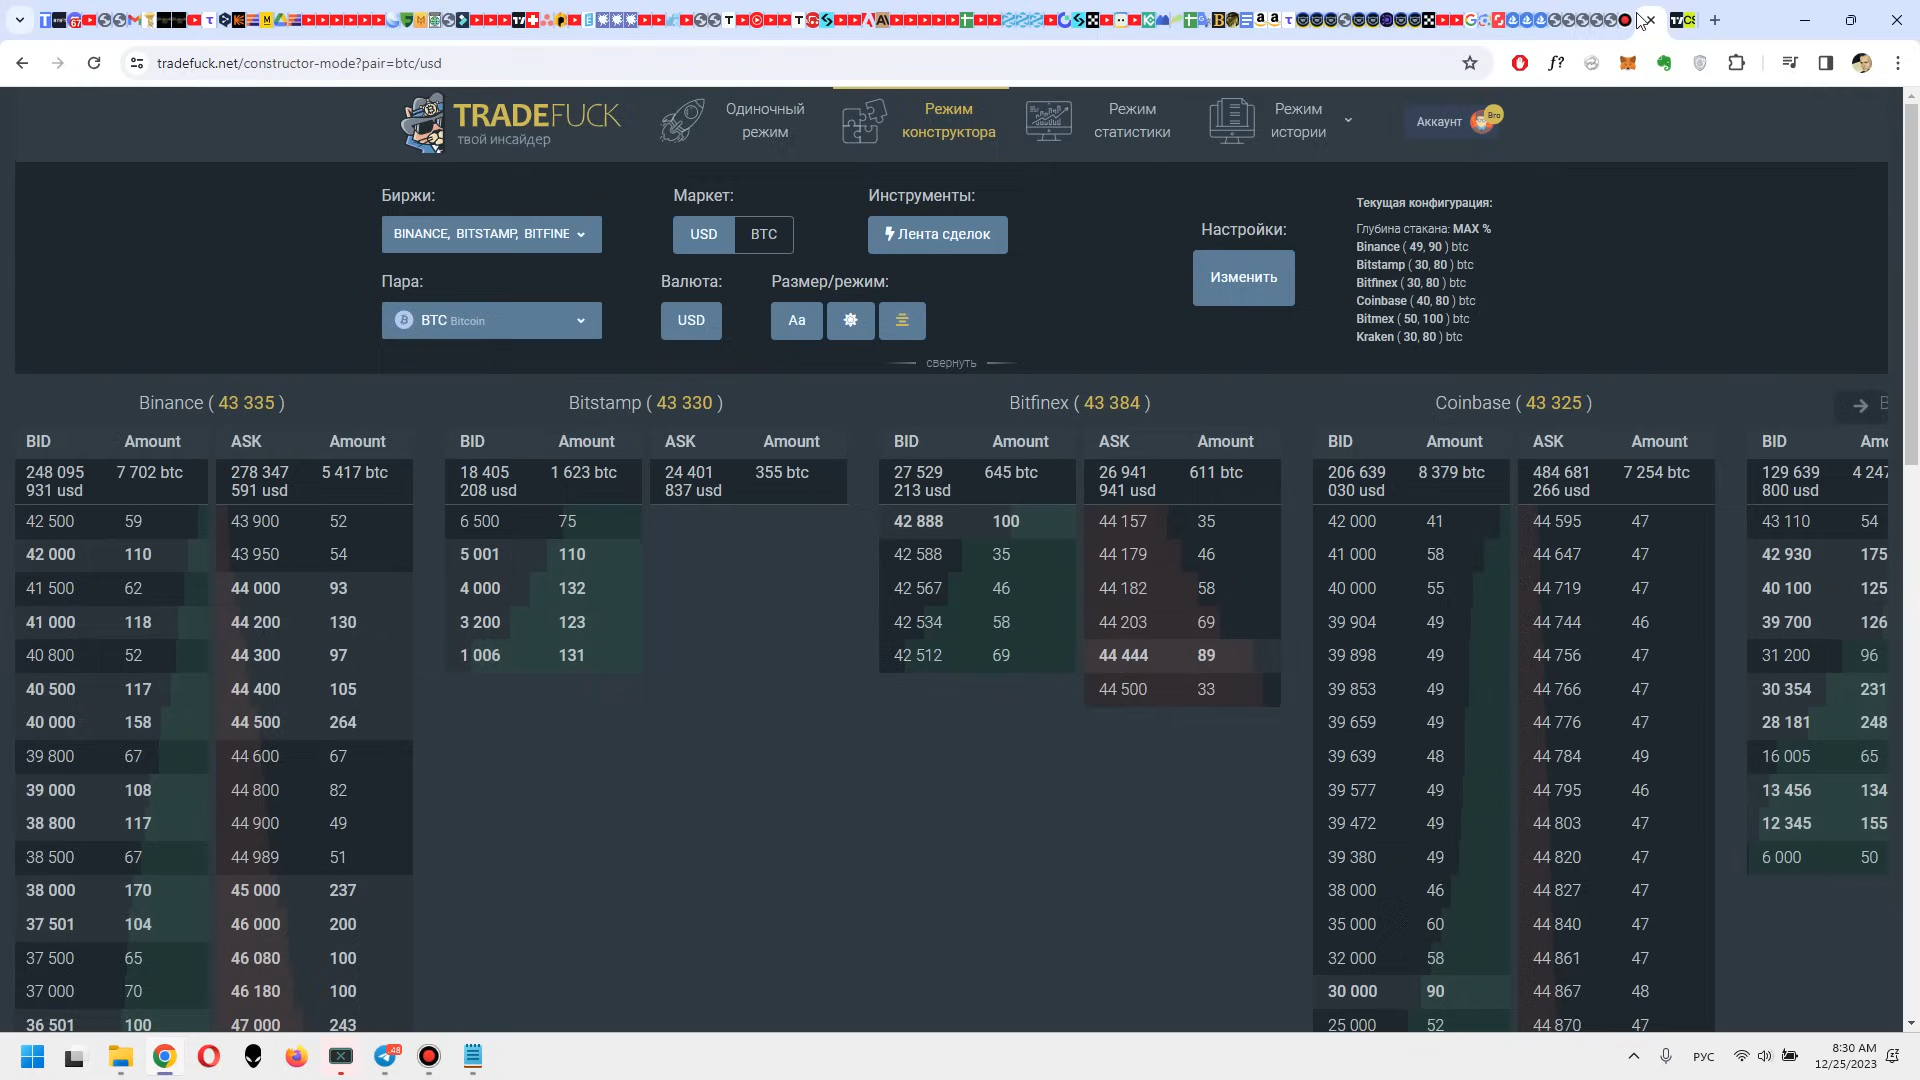 tradefuck.net/constructor-mode?pair=btc/usd
TRADEFUCK
твой инсайдер
Одиночный
режим
Режим
конструктора
Режим
статистики
Режим
истории
Аккаунт
Bro
Биржи:
BINANCE, BITSTAMP, BITFINE
Маркет:
USD BTC
Инструменты:
Лента сделок
Пара:
BTC Bitcoin
Валюта:
USD
Размер/режим:
Aa
Настройки:
Изменить
Текущая конфигурация:
Глубина стакана: MAX %
Binance ( 49, 90 ) btc
Bitstamp ( 30, 80 ) btc
Bitfinex ( 30, 80 ) btc
Coinbase ( 40, 80 ) btc
Bitmex ( 50, 100 ) btc
Kraken ( 30, 80 ) btc
свернуть
Binance ( 43 335 )
BID Amount ASK Amount
248 095 931 usd 7 702 btc 278 347 591 usd 5 417 btc
42 500 59 43 900 52
42 000 110 43 950 54
41 500 62 44 000 93
41 000 118 44 200 130
40 800 52 44 300 97
40 500 117 44 400 105
40 000 158 44 500 264
39 800 67 44 600 67
39 000 108 44 800 82
38 800 117 44 900 49
38 500 67 44 989 51
38 000 170 45 000 237
37 501 104 46 000 200
37 500 65 46 080 100
37 000 70 46 180 100
36 501 100 47 000 243
Bitstamp ( 43 330 )
BID Amount ASK Amount
18 405 208 usd 1 623 btc 24 401 837 usd 355 btc
6 500 75
5 001 110
4 000 132
3 200 123
1 006 131
Bitfinex ( 43 384 )
BID Amount ASK Amount
27 529 213 usd 645 btc 26 941 941 usd 611 btc
42 888 100 44 157 35
42 588 35 44 179 46
42 567 46 44 182 58
42 534 58 44 203 69
42 512 69 44 444 89
44 500 33
Coinbase ( 43 325 )
BID Amount ASK Amount
206 639 030 usd 8 379 btc 484 681 266 usd 7 254 btc
42 000 41 44 595 47
41 000 58 44 647 47
40 000 55 44 719 47
39 904 49 44 744 46
39 898 49 44 756 47
39 853 49 44 766 47
39 659 49 44 776 47
39 639 48 44 784 49
39 577 49 44 795 46
39 472 49 44 803 47
39 380 49 44 820 47
38 000 46 44 827 47
35 000 60 44 840 47
32 000 58 44 861 47
30 000 90 44 867 48
25 000 52 44 870 47
B
BID Amo
129 639 800 usd 4 247
43 110 54
42 930 175
40 100 125
39 700 126
31 200 96
30 354 231
28 181 248
16 005 65
13 456 134
12 345 155
6 000 50
48
РУС
8:30 AM
12/25/2023